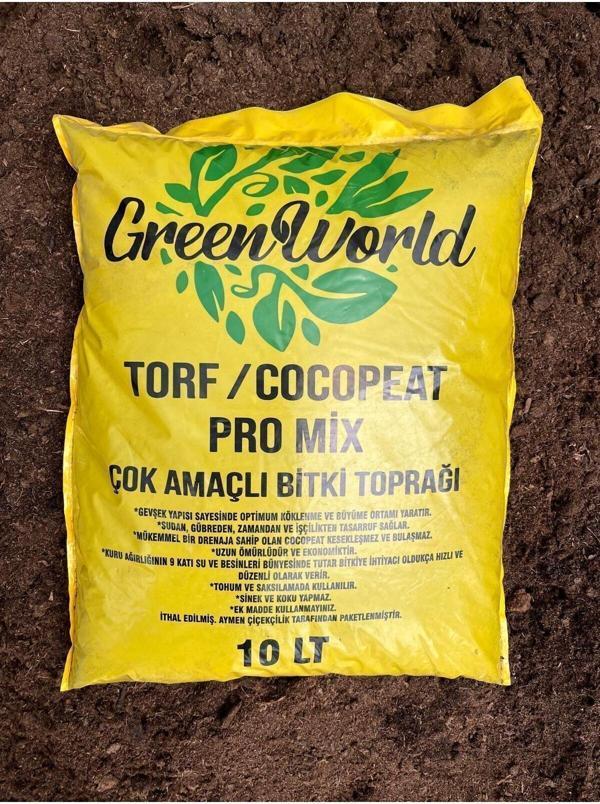 GreenWorld
TORF / COCOPEAT
PRO MİX
ÇOK AMAÇLI BİTKİ TOPRAĞI
*GEVŞEK YAPISI SAYESİNDE OPTIMUM KÖKLENME VE BÜYÜME ORTAMI YARATIR.
*SUDAN, GÜBREDEN, ZAMANDAN VE İŞÇİLİKTEN TASARRUF SAĞLAR.
*MÜKEMMEL BİR DRENAJA SAHİP OLAN COCOPEAT KESEKLEŞMEZ VE BULAŞMAZ.
*UZUN ÖMÜRLÜDÜR VE EKONOMİKTİR.
*KURU AĞIRLIĞININ 9 KATI SU VE BESİNLERİ BÜNYESİNDE TUTAR BİTKİYE İHTİYACI OLDUKÇA HIZLI VE
DÜZENLİ OLARAK VERİR.
*TOHUM VE SAKSILAMADA KULLANILIR.
*SİNEK VE KOKU YAPMAZ.
*EK MADDE KULLANMAYINIZ.
İTHAL EDİLMİŞ. AYMEN ÇİÇEKÇİLİK TARAFINDAN PAKETLENMİŞTİR.
10 LT